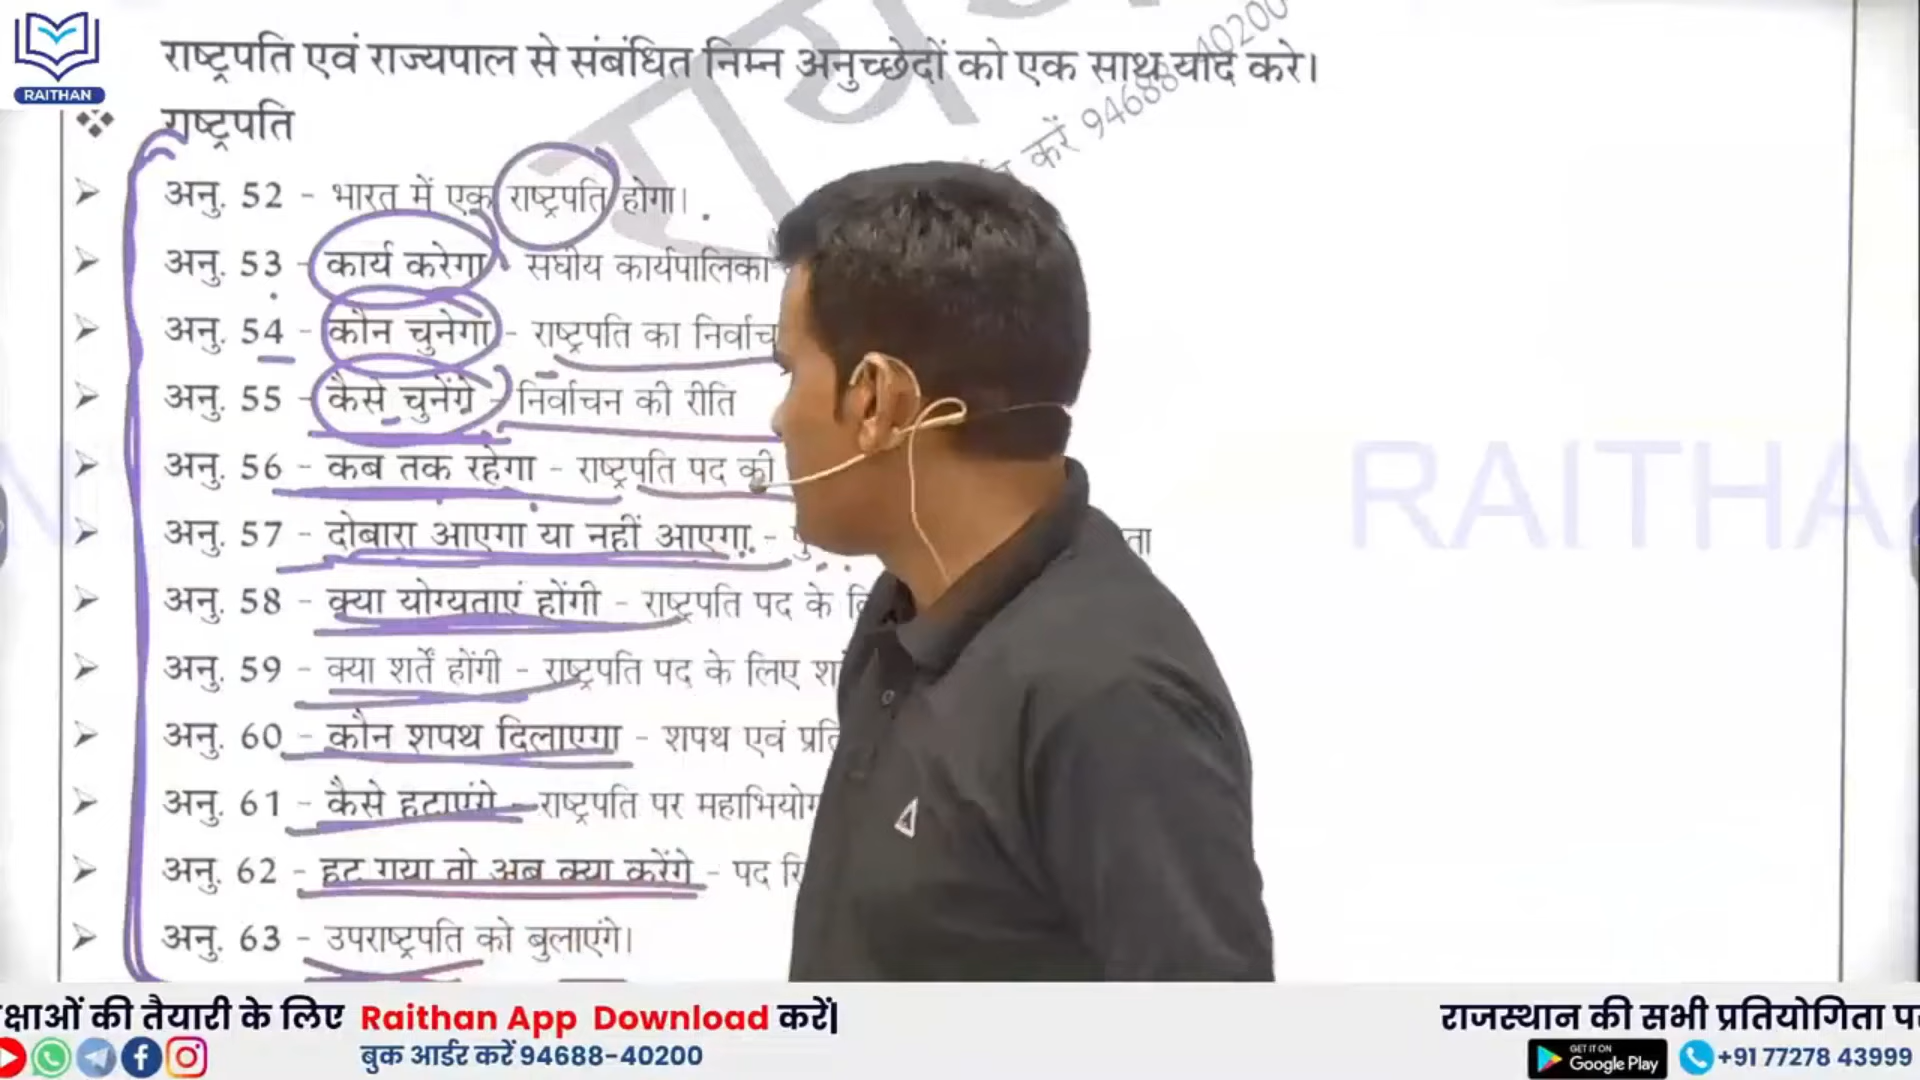 RAITHAN
राष्ट्रपति एवं राज्यपाल से संबंधित निम्न अनुच्छेदों को एक साथ याद करे।
राष्ट्रपति
अनु. 52 - भारत में एक राष्ट्रपति होगा।
अनु. 53 - कार्य करेगा - संघीय कार्यपालिका
अनु. 54 - कौन चुनेगा - राष्ट्रपति का
अनु. 55 - कैसे चुनेंगे - निर्वाचन की रीति
अनु. 56 - कब तक रहेगा - राष्ट्रपति पद की
अनु. 57 - दोबारा आएगा या नहीं आएगा. -
अनु. 58 - क्या योग्यताएं होंगी - राष्ट्रपति पद के
अनु. 59 - क्या शर्तें होंगी - राष्ट्रपति पद के लिए
अनु. 60 - कौन शपथ दिलाएगा - शपथ एवं
अनु. 61 - कैसे हटाएंगे - राष्ट्रपति पर
अनु. 62 - हट गया तो अब क्या करेंगे - पद
अनु. 63 - उपराष्ट्रपति को बुलाएंगे।
करें 94688-40200
RAITHA
की तैयारी के लिए Raithan App Download करें|
बुक आर्डर करें 94688-40200
राजस्थान की सभी प्रतियोगिता
GET IT ON
Google Play
+91 77278 43999